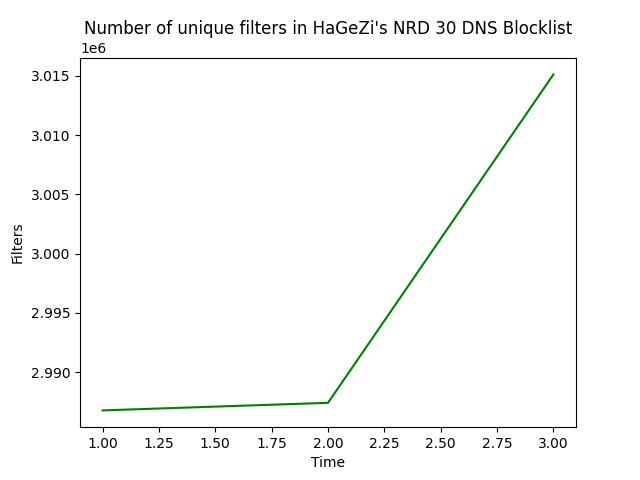 Number of unique filters in HaGeZi's NRD 30 DNS Blocklist
1e6
3.015
3.010
3.005
3.000
2.995
2.990
Filters
1.00 1.25 1.50 1.75 2.00 2.25 2.50 2.75 3.00
Time